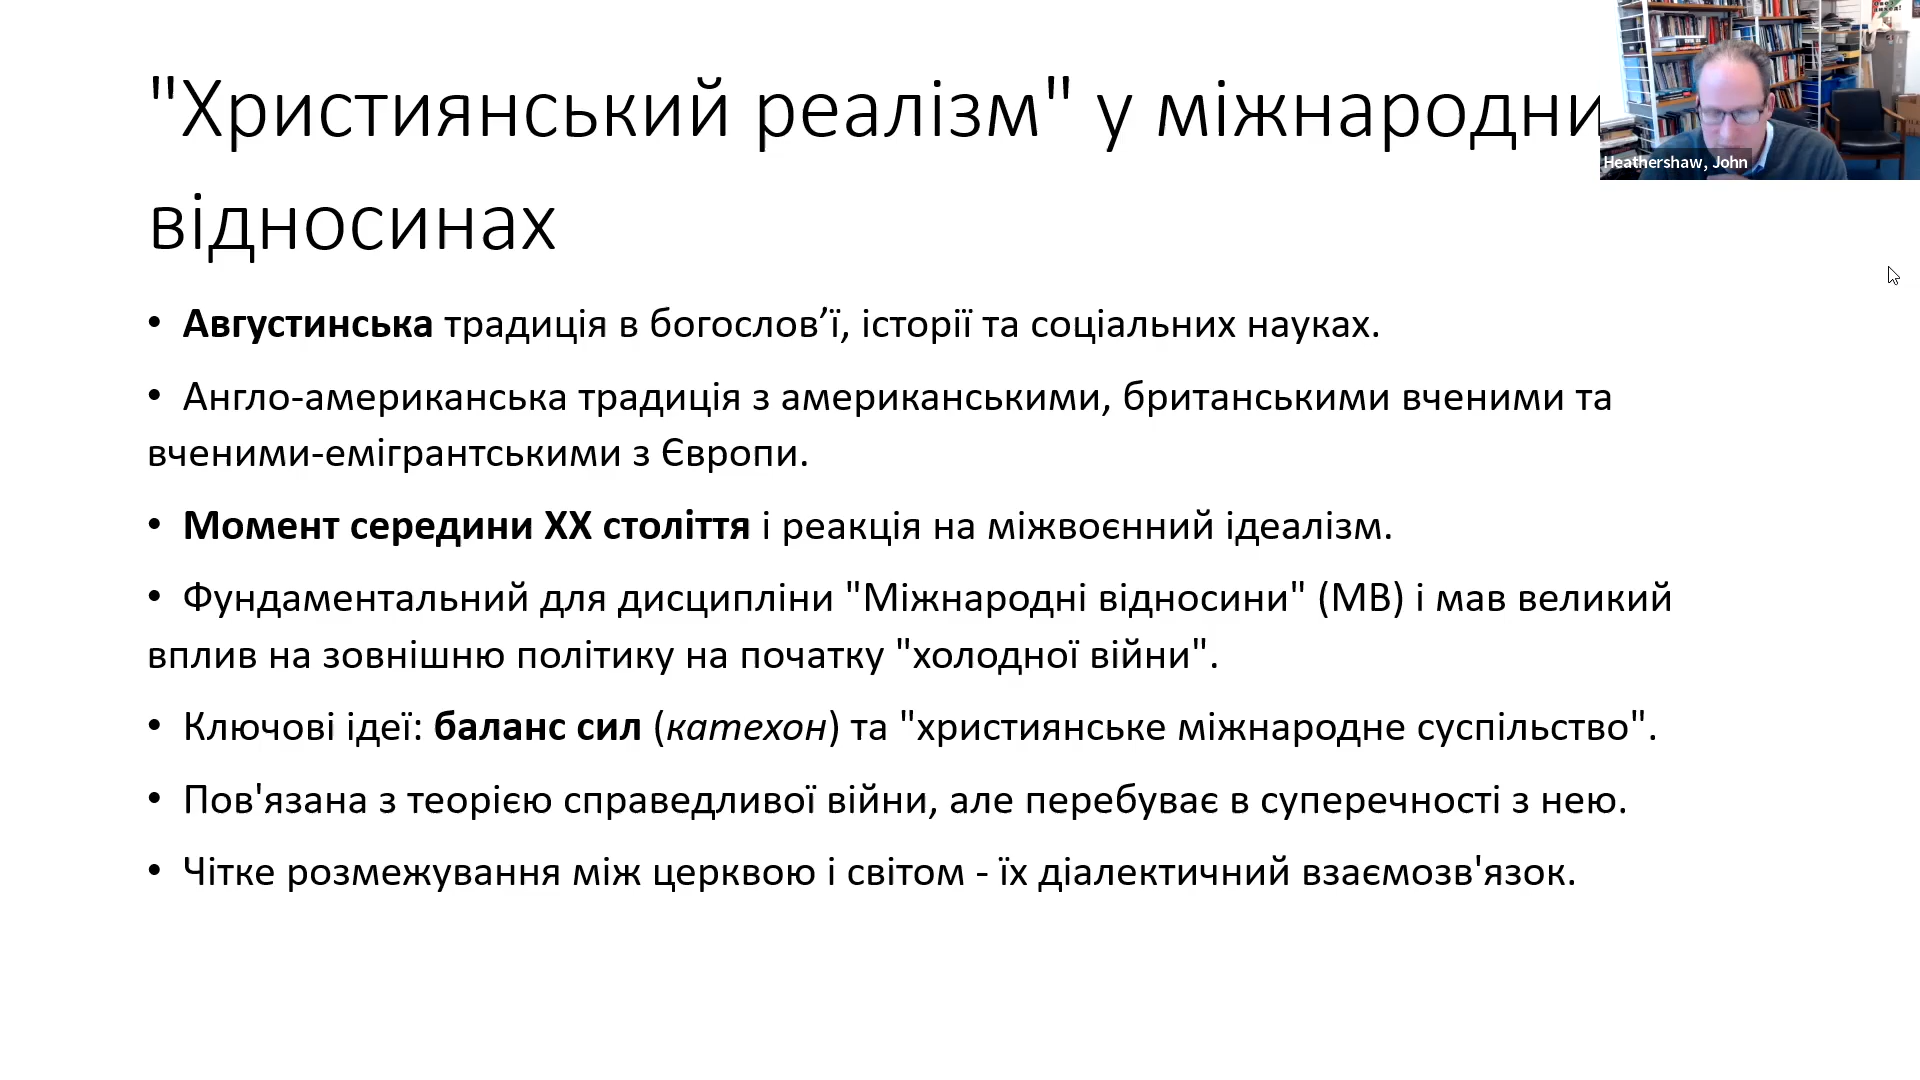 "Християнський реалізм" у міжнародни
Heathershaw, John
відносинах
• Августинська традиція в богослов’ї, історії та соціальних науках.
• Англо-американська традиція з американськими, британськими вченими та
вченими-емігрантськими з Європи.
• Момент середини XX століття і реакція на міжвоєнний ідеалізм.
• Фундаментальний для дисципліни "Міжнародні відносини" (МВ) і мав великий
вплив на зовнішню політику на початку "холодної війни".
• Ключові ідеї: баланс сил (катехон) та "християнське міжнародне суспільство".
• Пов'язана з теорією справедливої війни, але перебуває в суперечності з нею.
• Чітке розмежування між церквою і світом - їх діалектичний взаємозв'язок.